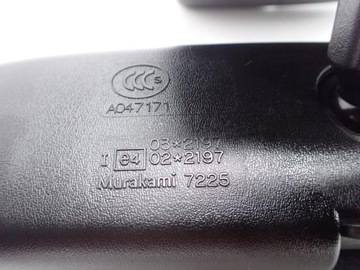 CCC S
A047171
03*2197
I e4 02*2197
Murakami 7225